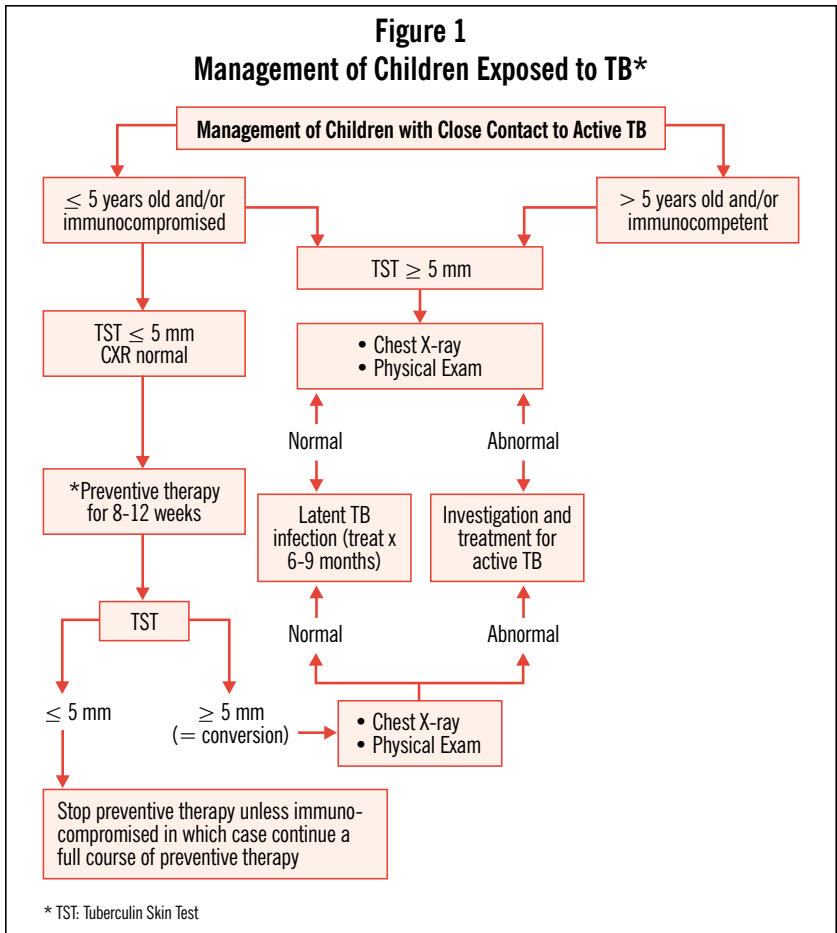 Figure 1
Management of Children Exposed to TB*
Management of Children with Close Contact to Active TB
≤ 5 years old and/or
immunocompromised
> 5 years old and/or
immunocompetent
TST ≥ 5 mm
TST ≤ 5 mm
CXR normal
• Chest X-ray
• Physical Exam
Normal
Abnormal
*Preventive therapy
for 8-12 weeks
Latent TB
infection (treat x
6-9 months)
Investigation and
treatment for
active TB
TST
Normal
Abnormal
≤ 5 mm
≥ 5 mm
(= conversion)
• Chest X-ray
• Physical Exam
Stop preventive therapy unless immuno-
compromised in which case continue a
full course of preventive therapy
* TST: Tuberculin Skin Test